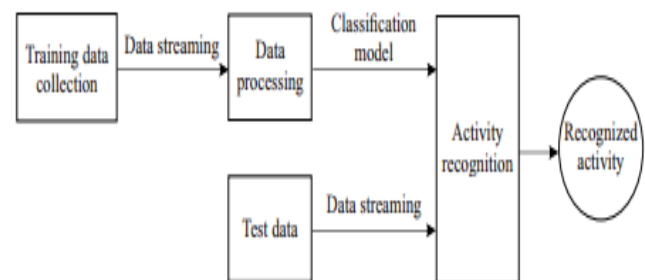 Training data
collection
Data streaming
Data
processing
Classification
model
Activity
recognition
Recognized
activity
Test data
Data streaming